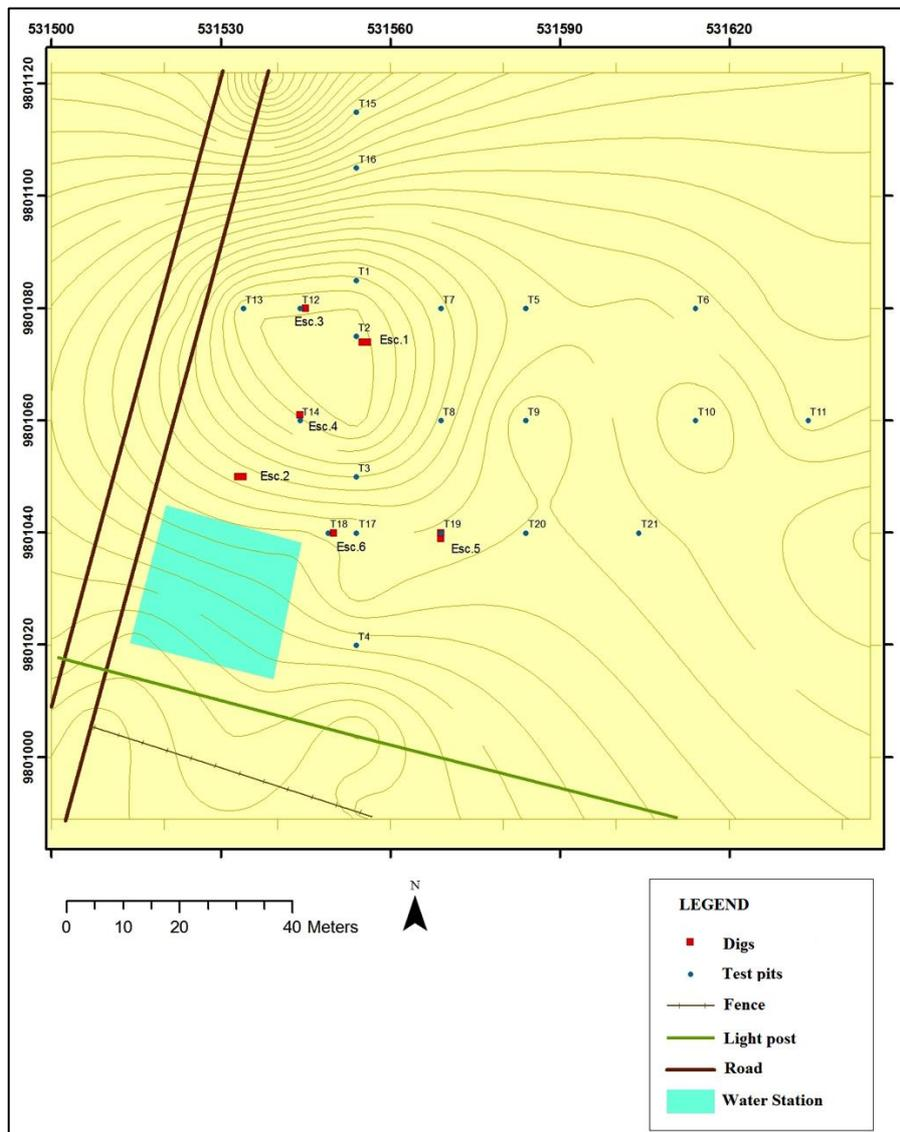 531500 531530 531560 531590 531620
9801120
T15
T16
9801100
T1
9801080
T13 T12 T7 T5 T6
Esc.3
T2
Esc.1
9801060
T14 T8 T9 T10 T11
Esc.4
T3
Esc.2
9801040
T18 T17 T19 T20 T21
Esc.6 Esc.5
9801020
T4
9801000
N
0 10 20 40 Meters
LEGEND
Digs
Test pits
Fence
Light post
Road
Water Station